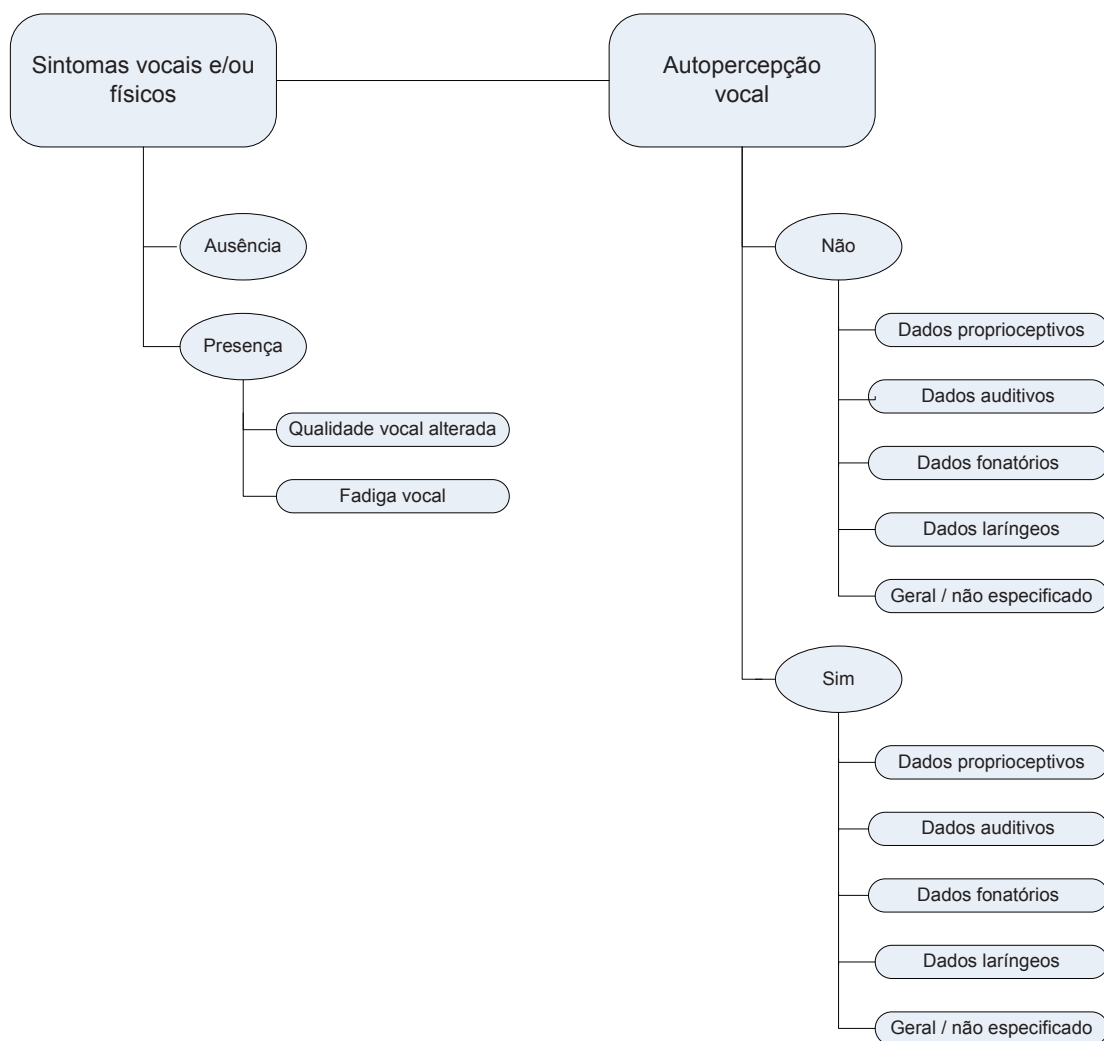 Sintomas vocais e/ou
físicos
Ausência
Presença
Qualidade vocal alterada
Fadiga vocal
Autopercepção
vocal
Não
Dados proprioceptivos
Dados auditivos
Dados fonatórios
Dados laríngeos
Geral / não especificado
Sim
Dados proprioceptivos
Dados auditivos
Dados fonatórios
Dados laríngeos
Geral / não especificado